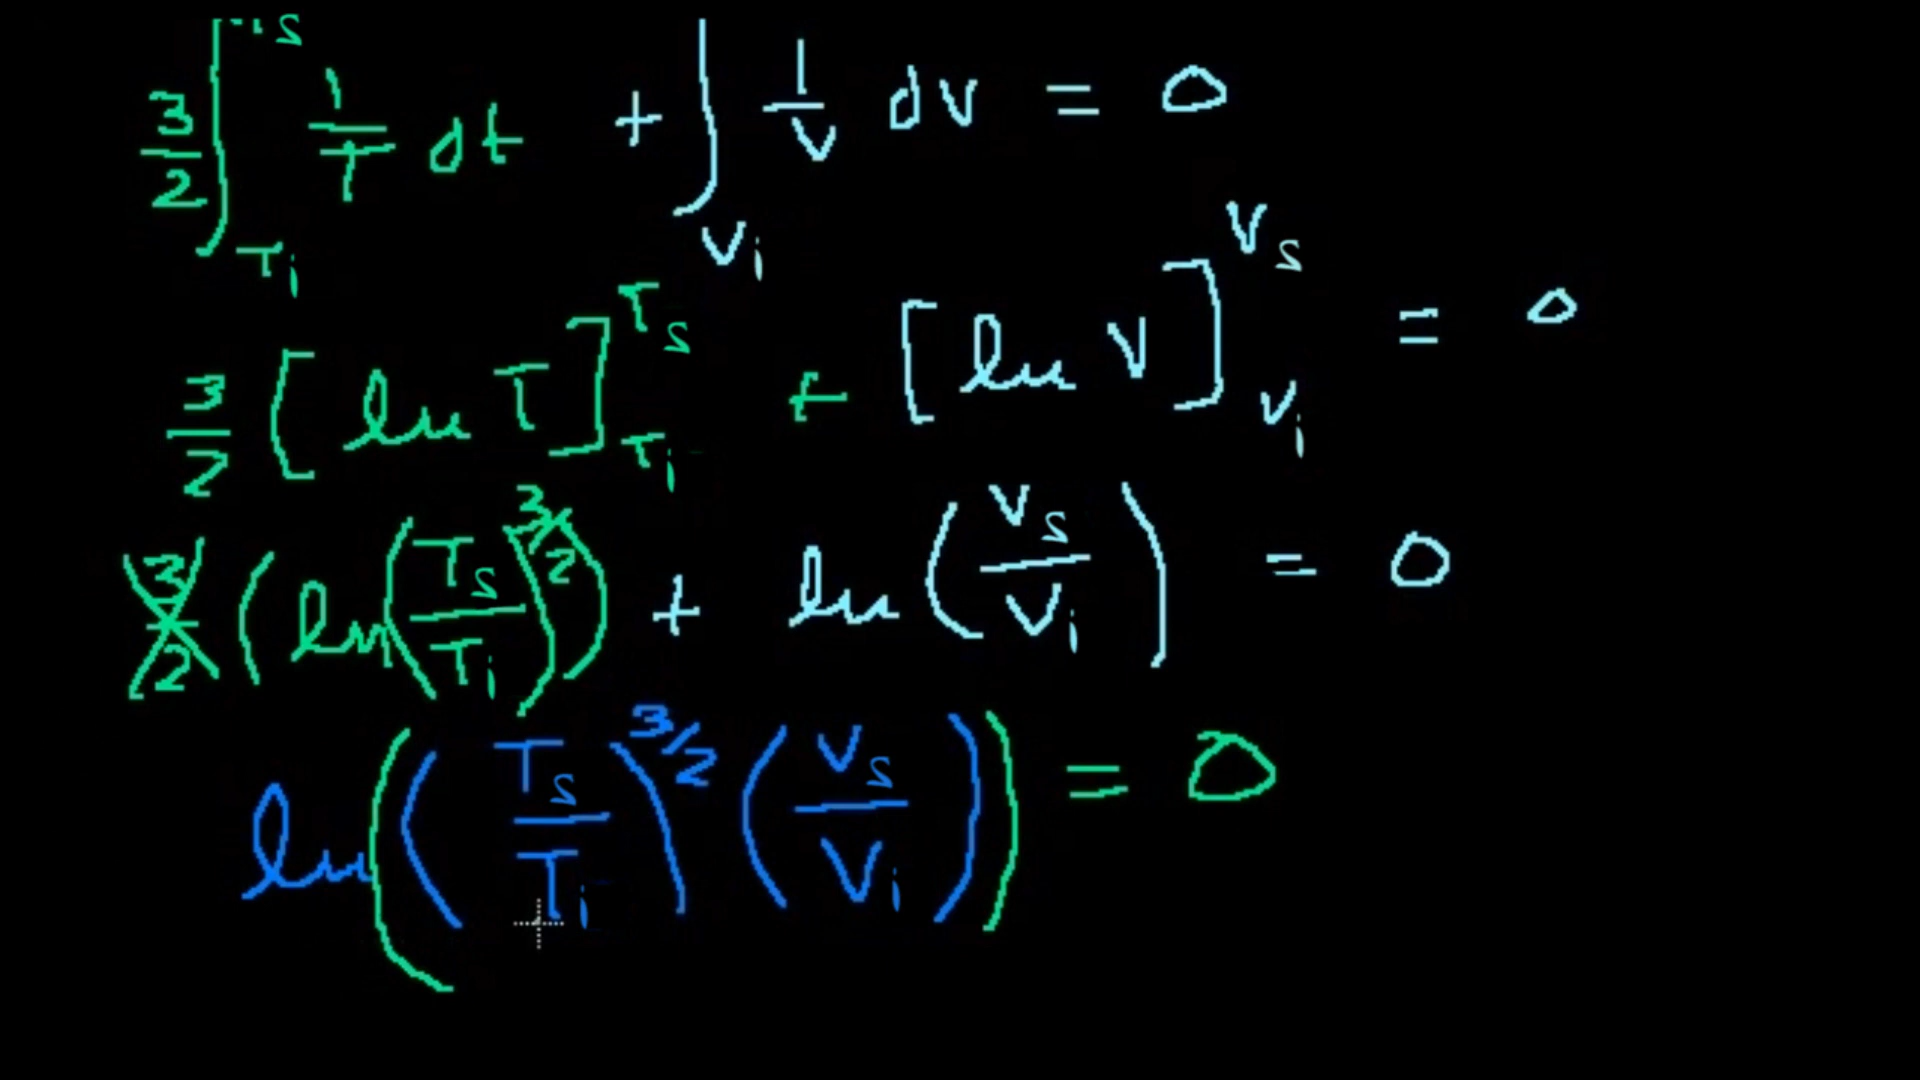 3/2 ∫_{Ti}^{Ts} 1/T dt + ∫_{Vi} 1/V dV = 0
3/2 [ln T]_{Ti}^{Ts} + [ln V]_{Vi}^{Vs} = 0
3/2 (ln (Ts/Ti)^{3/2}) + ln (Vs/Vi) = 0
ln((Ts/Ti)^{3/2} (Vs/Vi)) = 0